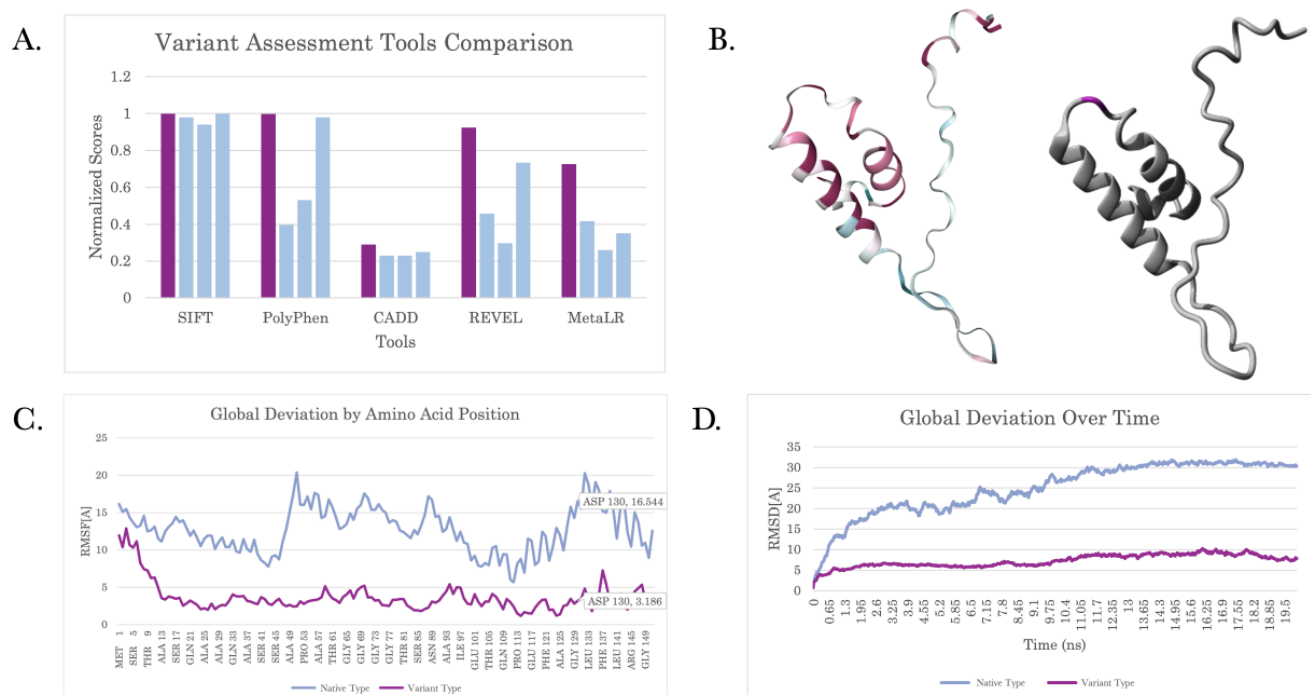 A.
Variant Assessment Tools Comparison
Normalized Scores
1.2
1
0.8
0.6
0.4
0.2
0
SIFT PolyPhen CADD REVEL MetaLR
Tools
B.
C.
Global Deviation by Amino Acid Position
RMSF[A]
25
20
15
10
5
0
ASP 130, 16.544
ASP 130, 3.186
MET 1
SER 5
THR 9
ALA 13
SER 17
GLN 21
ALA 25
ALA 29
GLN 33
ALA 37
SER 41
SER 45
ALA 49
PRO 53
ALA 57
THR 61
GLY 65
GLY 69
GLY 73
GLY 77
THR 81
SER 85
ASN 89
ALA 93
ILE 97
GLU 101
THR 105
GLN 109
PRO 113
GLU 117
PHE 121
ALA 125
GLY 129
LEU 133
PHE 137
LEU 141
ARG 145
GLY 149
Native Type Variant Type
D.
Global Deviation Over Time
RMSD[A]
35
30
25
20
15
10
5
0
0
0.65
1.3
1.95
2.6
3.25
3.9
4.55
5.2
5.85
6.5
7.15
7.8
8.45
9.1
9.75
10.4
11.05
11.7
12.35
13
13.65
14.3
14.95
15.6
16.25
16.9
17.55
18.2
18.85
19.5
Time (ns)
Native Type Variant Type